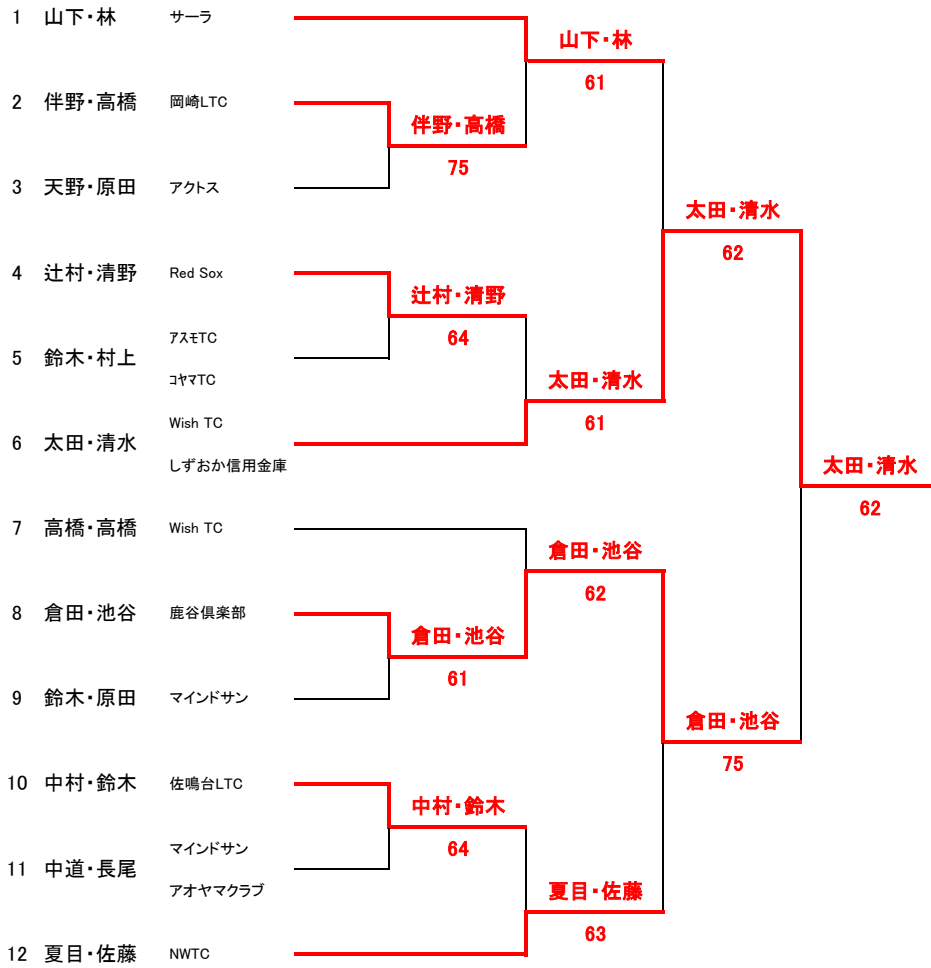 1 山下・林 サーラ
山下・林
61
2 伴野・高橋 岡崎LTC
伴野・高橋
75
3 天野・原田 アクトス
太田・清水
62
4 辻村・清野 Red Sox
辻村・清野
64
5 鈴木・村上 アスモTC
コヤマTC
太田・清水
61
6 太田・清水 Wish TC
しずおか信用金庫
太田・清水
62
7 高橋・高橋 Wish TC
倉田・池谷
62
8 倉田・池谷 鹿谷倶楽部
倉田・池谷
61
9 鈴木・原田 マインドサン
倉田・池谷
75
10 中村・鈴木 佐鳴台LTC
中村・鈴木
64
11 中道・長尾 マインドサン
アオヤマクラブ
夏目・佐藤
63
12 夏目・佐藤 NWTC